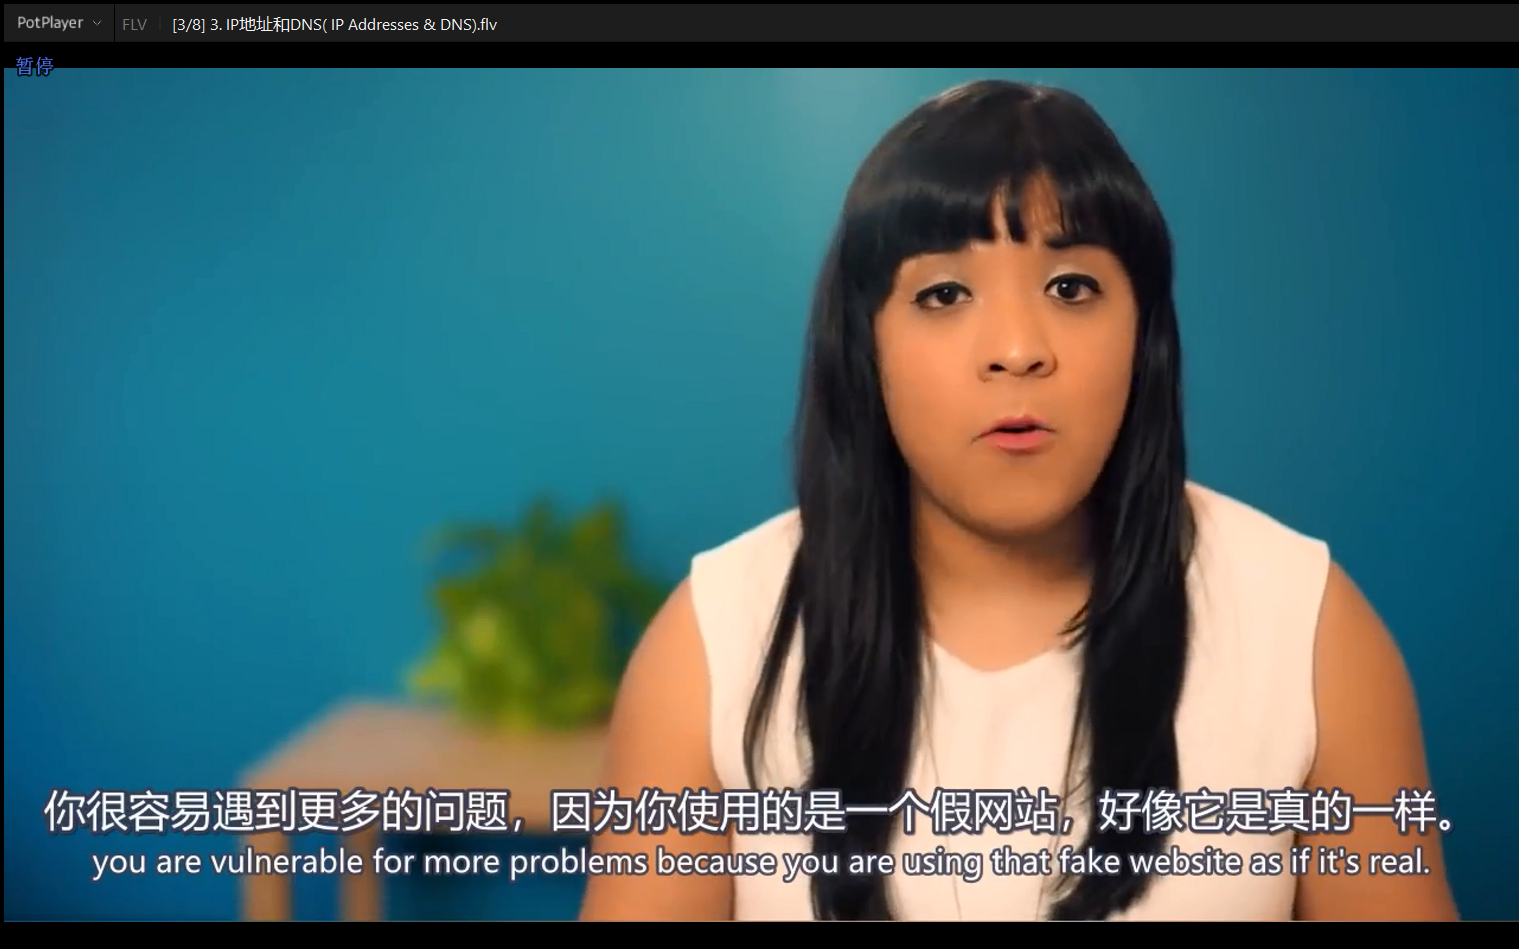 PotPlayer FLV [3/8] 3. IP地址和DNS( IP Addresses & DNS).flv
暂停
你很容易遇到更多的问题，因为你使用的是一个假网站，好像它是真的一样。
you are vulnerable for more problems because you are using that fake website as if it's real.